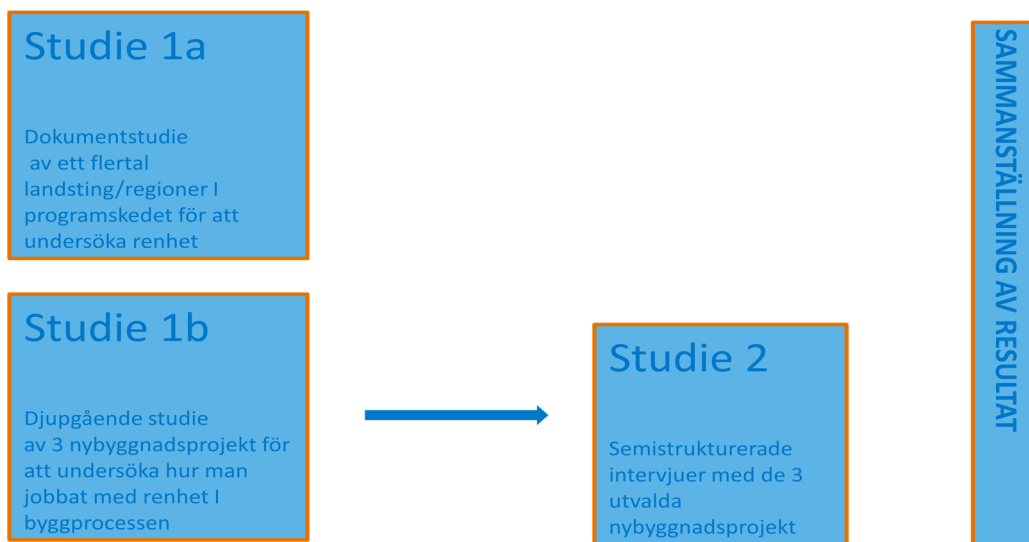 Studie 1a
Dokumentstudie
av ett flertal
landsting/regioner I
programskedet för att
undersöka renhet
Studie 1b
Djupgående studie
av 3 nybyggnadsprojekt för
att undersöka hur man
jobbat med renhet I
byggprocessen
Studie 2
Semistrukturerade
intervjuer med de 3
utvalda
nybyggnadsprojekt
SAMMANSTÄLLNING AV RESULTAT